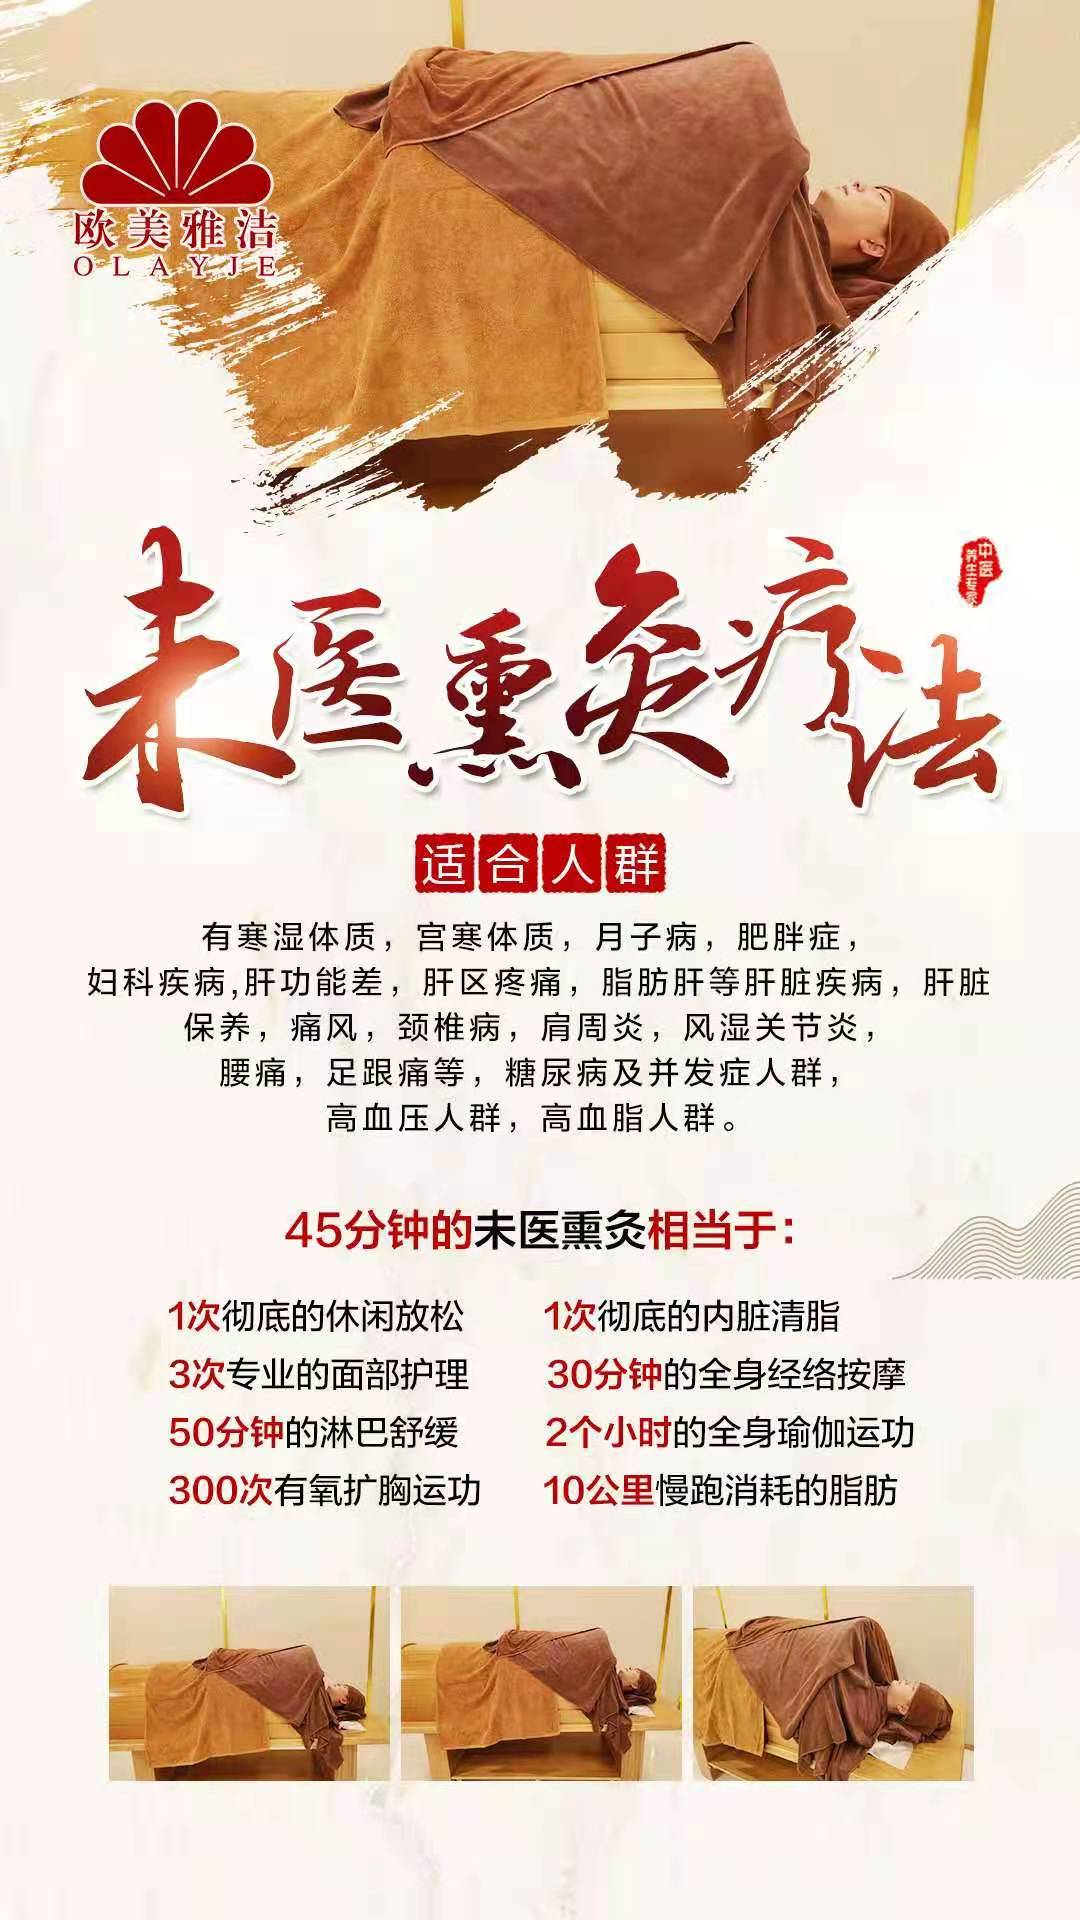 欧美雅洁
OLAYJE
中医
养生专家
未医熏灸疗法
适合人群
有寒湿体质，宫寒体质，月子病，肥胖症，
妇科疾病,肝功能差，肝区疼痛，脂肪肝等肝脏疾病，肝脏
保养，痛风，颈椎病，肩周炎，风湿关节炎，
腰痛，足跟痛等，糖尿病及并发症人群，
高血压人群，高血脂人群。
45分钟的未医熏灸相当于：
1次彻底的休闲放松
1次彻底的内脏清脂
3次专业的面部护理
30分钟的全身经络按摩
50分钟的淋巴舒缓
2个小时的全身瑜伽运功
300次有氧扩胸运功
10公里慢跑消耗的脂肪